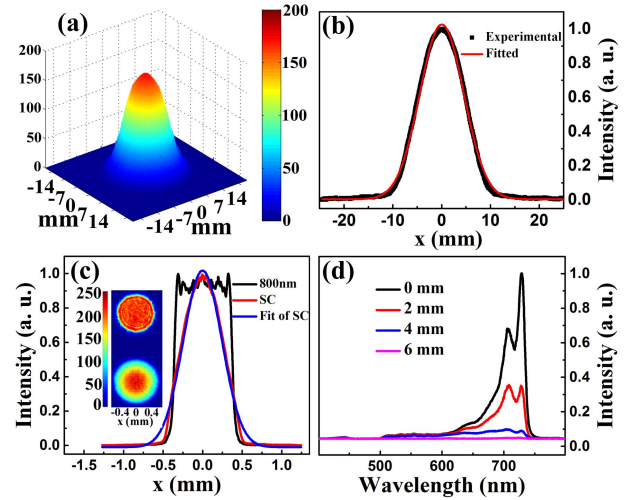 (a)
200
150
100
50
0
-14
-7
0
7
14
mm
-14
-7
0
7
14
mm
200
150
100
50
0
(b)
Experimental
Fitted
1.0
0.8
0.6
0.4
0.2
0.0
Intensity (a. u.)
-20 -10 0 10 20
x (mm)
(c)
800nm
SC
Fit of SC
250
200
150
100
50
0
-0.4 0.0 0.4
x (mm)
Intensity (a. u.)
1.0
0.8
0.6
0.4
0.2
0.0
-1.5 -1.0 -0.5 0.0 0.5 1.0
x (mm)
(d)
0 mm
2 mm
4 mm
6 mm
1.0
0.8
0.6
0.4
0.2
0.0
Intensity (a. u.)
400 500 600 700
Wavelength (nm)